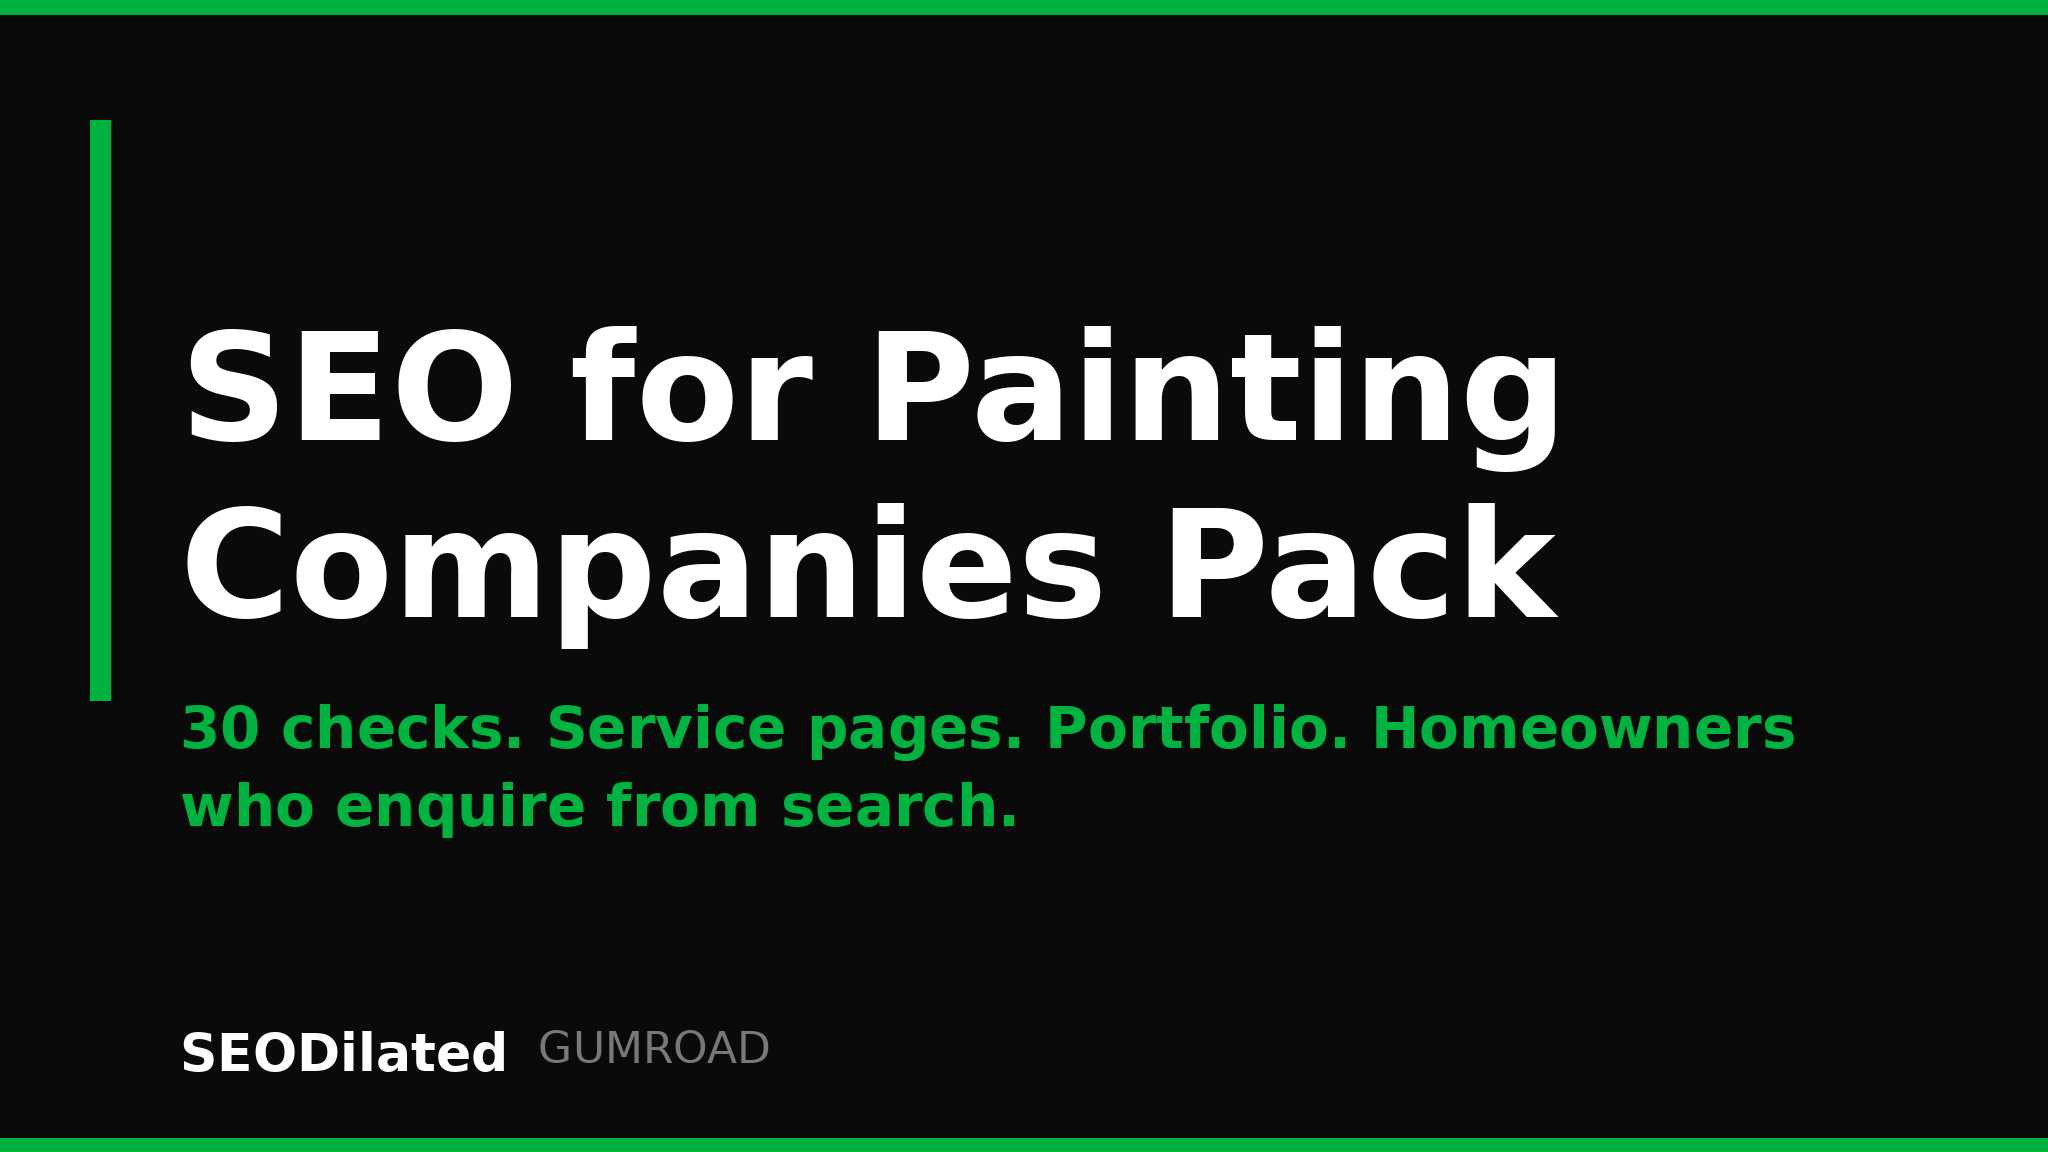 SEO for Painting
Companies Pack
30 checks. Service pages. Portfolio. Homeowners
who enquire from search.
SEODilated GUMROAD